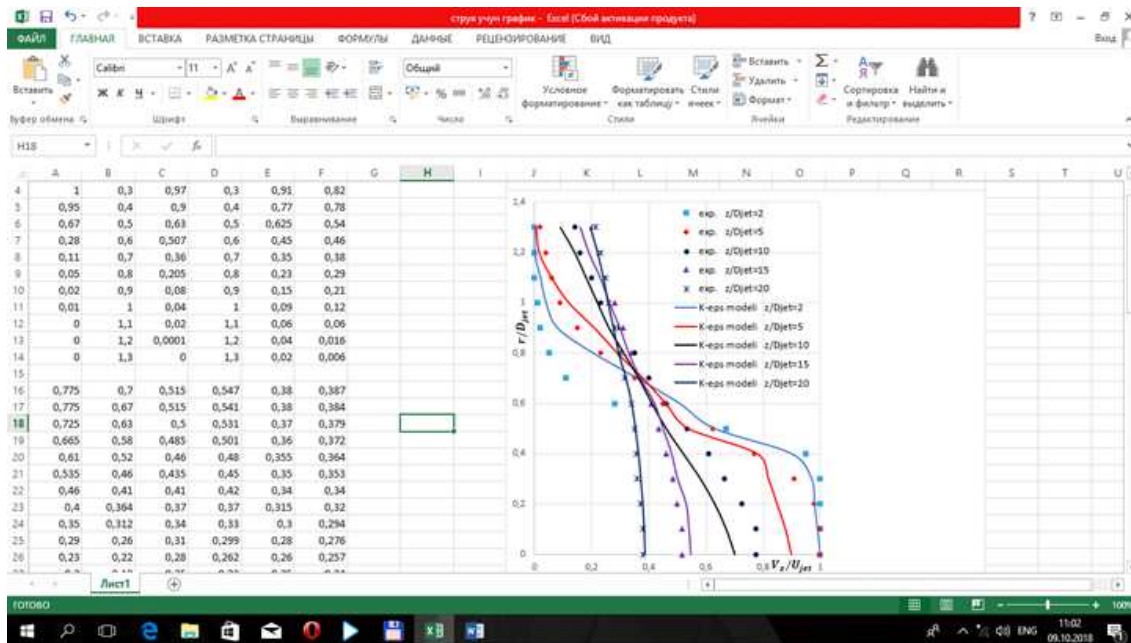 струк учун график - Excel (Сбой активации продукта)
ФАЙЛ ГЛАВНАЯ ВСТАВКА РАЗМЕТКА СТРАНИЦЫ ФОРМУЛЫ ДАННЫЕ РЕЦЕНЗИРОВАНИЕ ВИД Вход
Calibri 11 Общий
Вставить
Ж К Ч
Условное форматирование
Форматировать как таблицу
Стили ячеек
Вставить
Удалить
Формат
Сортировка и фильтр
Найти и выделить
Буфер обмена Шрифт Выравнивание Число Стили Ячейки Редактирование
H18
A B C D E F G H I J K L M N O P Q R S T U
4 1 0,3 0,97 0,3 0,91 0,82
5 0,95 0,4 0,9 0,4 0,77 0,78
6 0,67 0,5 0,63 0,5 0,625 0,54
7 0,28 0,6 0,507 0,6 0,45 0,46
8 0,11 0,7 0,36 0,7 0,35 0,38
9 0,05 0,8 0,205 0,8 0,23 0,29
10 0,02 0,9 0,08 0,9 0,15 0,21
11 0,01 1 0,04 1 0,09 0,12
12 0 1,1 0,02 1,1 0,06 0,06
13 0 1,2 0,0001 1,2 0,04 0,016
14 0 1,3 0 1,3 0,02 0,006
15
16 0,775 0,7 0,515 0,547 0,38 0,387
17 0,775 0,67 0,515 0,541 0,38 0,384
18 0,725 0,63 0,5 0,531 0,37 0,379
19 0,665 0,58 0,485 0,501 0,36 0,372
20 0,61 0,52 0,46 0,48 0,355 0,364
21 0,535 0,46 0,435 0,45 0,35 0,353
22 0,46 0,41 0,41 0,42 0,34 0,34
23 0,4 0,364 0,37 0,37 0,315 0,32
24 0,35 0,312 0,34 0,33 0,3 0,294
25 0,29 0,26 0,31 0,299 0,28 0,276
26 0,23 0,22 0,28 0,262 0,26 0,257
1,4
1,2
1
0,8
0,6
0,4
0,2
0
r/Djet
exp. z/Djet=2
exp. z/Djet=5
exp. z/Djet=10
exp. z/Djet=15
exp. z/Djet=20
K-eps modeli z/Djet=2
K-eps modeli z/Djet=5
K-eps modeli z/Djet=10
K-eps modeli z/Djet=15
K-eps modeli z/Djet=20
0 0,2 0,4 0,6 0,8 1
Vz/Ujet
Лист1
ГОТОВО 100%
ENG 11:02
09.10.2018